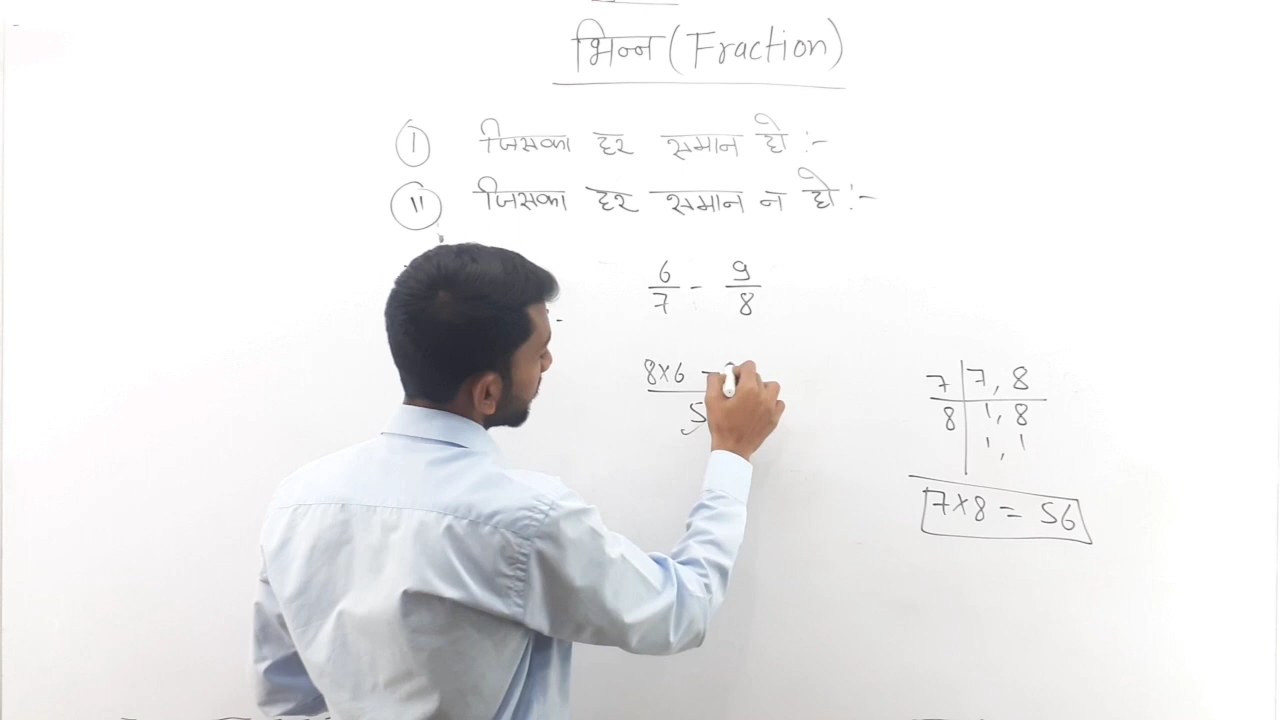 भिन्न (Fraction)
I जिसका हर समान हो :-
II जिसका हर समान न हो :-
6/7 - 9/8
8×6 -
7 | 7, 8
8 | 1, 8
1, 1
7×8 = 56